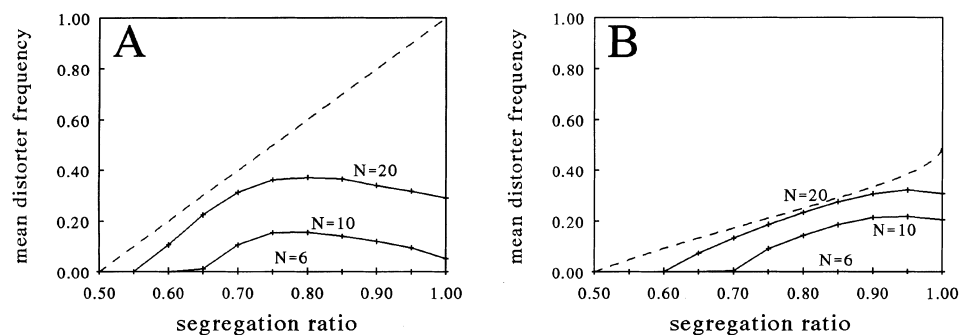 A
mean distorter frequency
1.00
0.80
0.60
0.40
0.20
0.00
N=20
N=10
N=6
0.50 0.60 0.70 0.80 0.90 1.00
segregation ratio
B
mean distorter frequency
1.00
0.80
0.60
0.40
0.20
0.00
N=20
N=10
N=6
0.50 0.60 0.70 0.80 0.90 1.00
segregation ratio